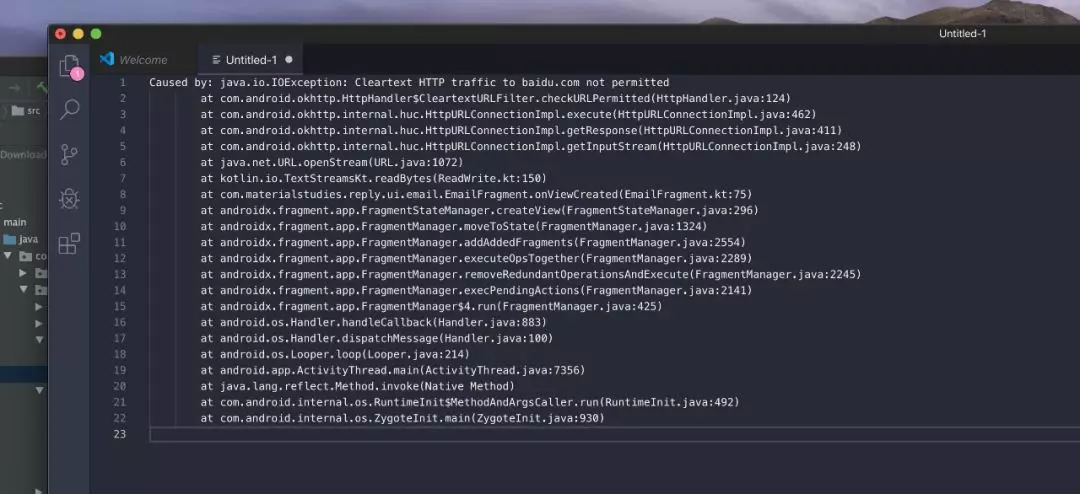 Untitled-1
Welcome
Untitled-1
1
src
Download
main
java
co
1 Caused by: java.io.IOException: Cleartext HTTP traffic to baidu.com not permitted
2 at com.android.okhttp.HttpHandler$CleartextURLFilter.checkURLPermitted(HttpHandler.java:124)
3 at com.android.okhttp.internal.huc.HttpURLConnectionImpl.execute(HttpURLConnectionImpl.java:462)
4 at com.android.okhttp.internal.huc.HttpURLConnectionImpl.getResponse(HttpURLConnectionImpl.java:411)
5 at com.android.okhttp.internal.huc.HttpURLConnectionImpl.getInputStream(HttpURLConnectionImpl.java:248)
6 at java.net.URL.openStream(URL.java:1072)
7 at kotlin.io.TextStreamsKt.readBytes(ReadWrite.kt:150)
8 at com.materialstudies.reply.ui.email.EmailFragment.onViewCreated(EmailFragment.kt:75)
9 at androidx.fragment.app.FragmentStateManager.createView(FragmentStateManager.java:296)
10 at androidx.fragment.app.FragmentManager.moveToState(FragmentManager.java:1324)
11 at androidx.fragment.app.FragmentManager.addAddedFragments(FragmentManager.java:2554)
12 at androidx.fragment.app.FragmentManager.executeOpsTogether(FragmentManager.java:2289)
13 at androidx.fragment.app.FragmentManager.removeRedundantOperationsAndExecute(FragmentManager.java:2245)
14 at androidx.fragment.app.FragmentManager.execPendingActions(FragmentManager.java:2141)
15 at androidx.fragment.app.FragmentManager$4.run(FragmentManager.java:425)
16 at android.os.Handler.handleCallback(Handler.java:883)
17 at android.os.Handler.dispatchMessage(Handler.java:100)
18 at android.os.Looper.loop(Looper.java:214)
19 at android.app.ActivityThread.main(ActivityThread.java:7356)
20 at java.lang.reflect.Method.invoke(Native Method)
21 at com.android.internal.os.RuntimeInit$MethodAndArgsCaller.run(RuntimeInit.java:492)
22 at com.android.internal.os.ZygoteInit.main(ZygoteInit.java:930)
23